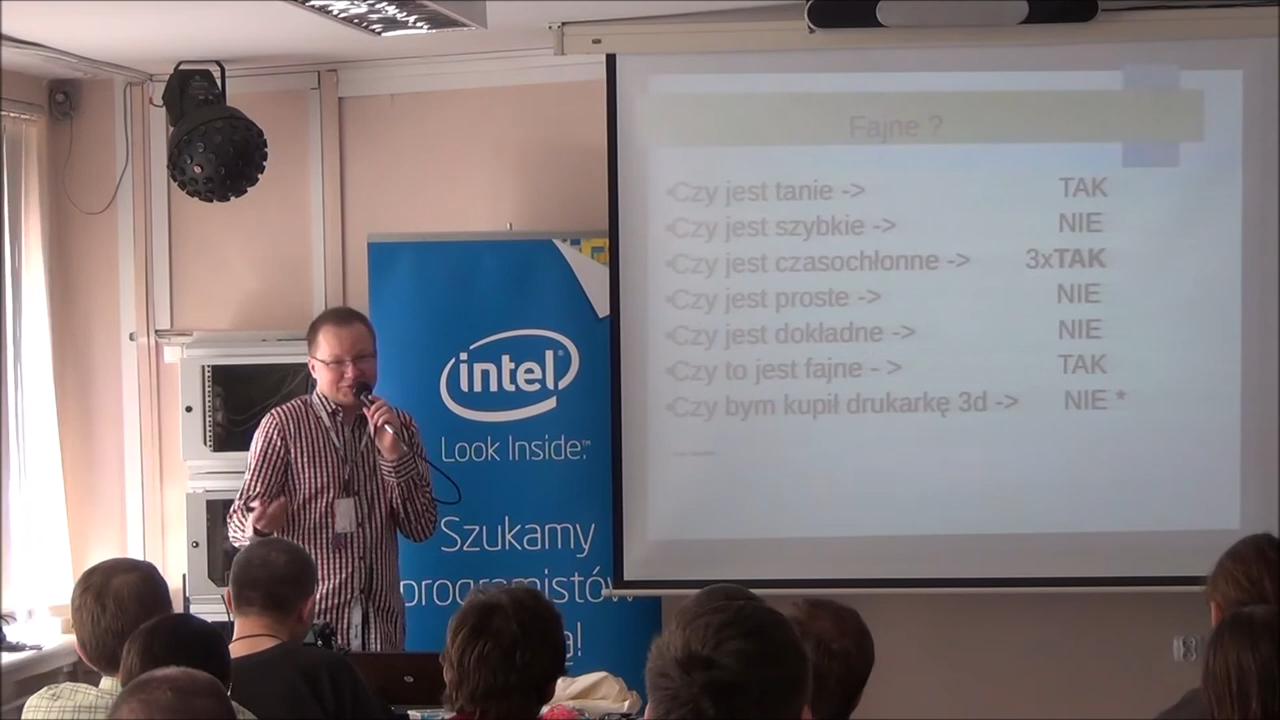 Fajne ?
•Czy jest tanie -> TAK
•Czy jest szybkie -> NIE
•Czy jest czasochłonne -> 3xTAK
•Czy jest proste -> NIE
•Czy jest dokładne -> NIE
•Czy to jest fajne - > TAK
•Czy bym kupił drukarkę 3d -> NIE *
intel®
Look Inside.™
Szukamy
programistów